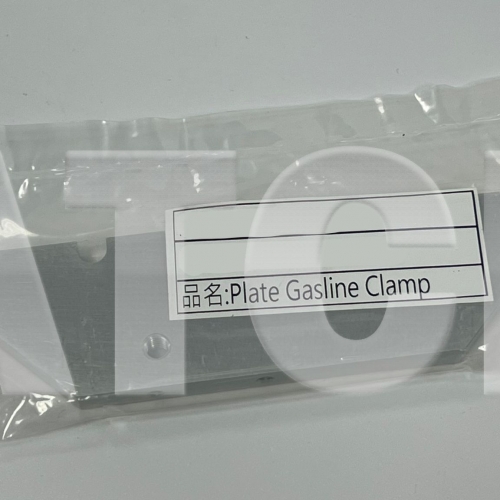 品名:Plate Gasline Clamp